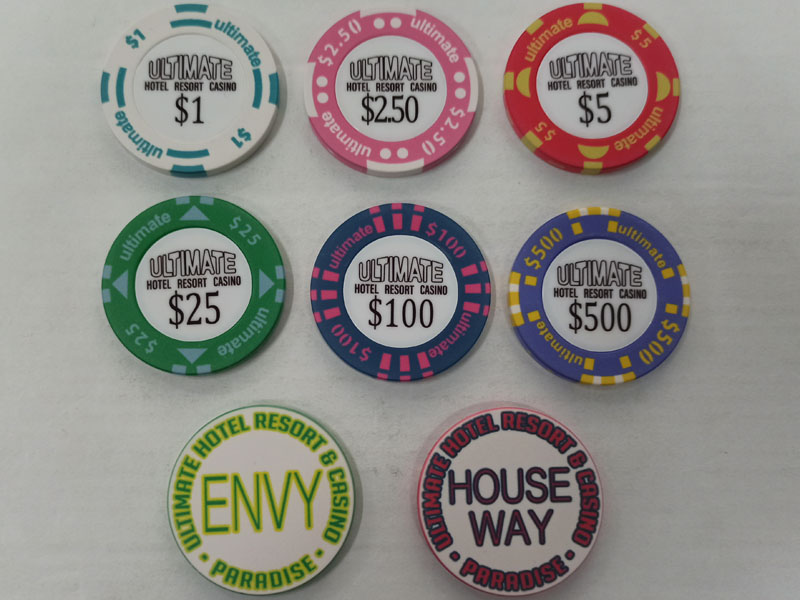 $1
ultimate
ULTIMATE
HOTEL RESORT CASINO
$1
ultimate
$1
$2.50
ultimate
ULTIMATE
HOTEL RESORT CASINO
$2.50
ultimate
$2.50
ultimate
$5
ULTIMATE
HOTEL RESORT CASINO
$5
$5
ultimate
ultimate
$25
ULTIMATE
HOTEL RESORT CASINO
$25
$25
ultimate
ultimate
$100
ULTIMATE
HOTEL RESORT CASINO
$100
$100
ultimate
$500
ultimate
ULTIMATE
HOTEL RESORT CASINO
$500
ultimate
$500
ULTIMATE HOTEL RESORT & CASINO
ENVY
• PARADISE •
ULTIMATE HOTEL RESORT & CASINO
HOUSE
WAY
• PARADISE •